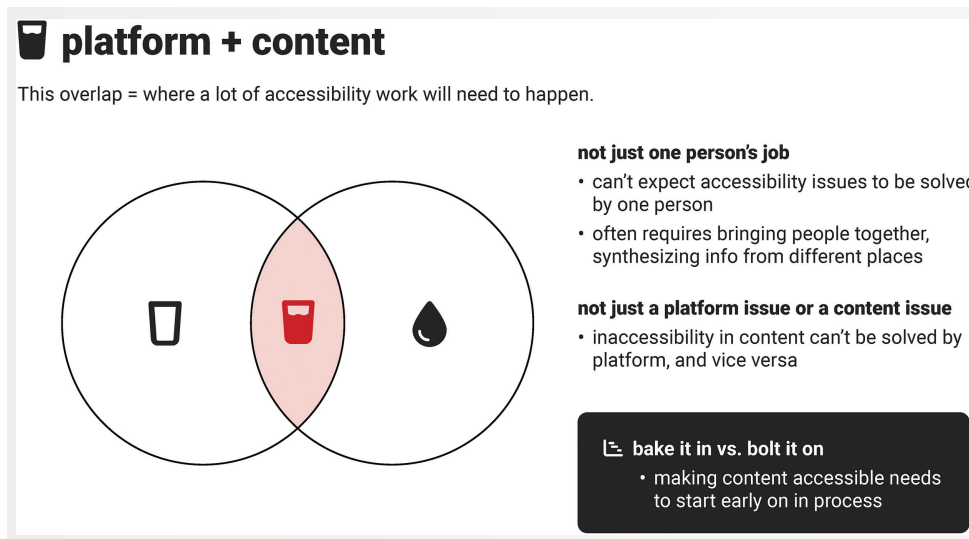 platform + content
This overlap = where a lot of accessibility work will need to happen.
not just one person’s job
• can’t expect accessibility issues to be solved
by one person
• often requires bringing people together,
synthesizing info from different places
not just a platform issue or a content issue
• inaccessibility in content can’t be solved by
platform, and vice versa
bake it in vs. bolt it on
• making content accessible needs
to start early on in process